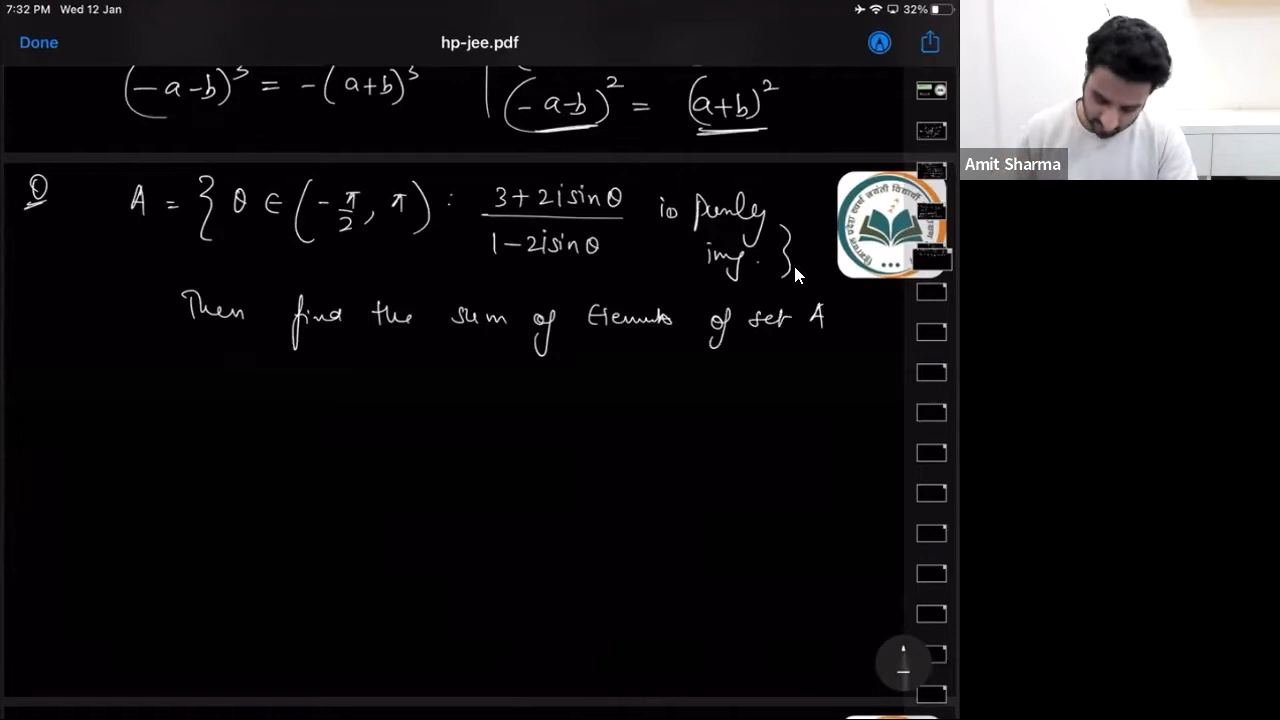 7:32 PM Wed 12 Jan
32%
Done
hp-jee.pdf
(-a-b)³ = -(a+b)³
(-a-b)² = (a+b)²
Q A = { θ ∈ (-π/2, π) : (3+2i sinθ)/(1-2i sinθ) is purely
img. }
Then find the sum of Elements of set A
Amit Sharma